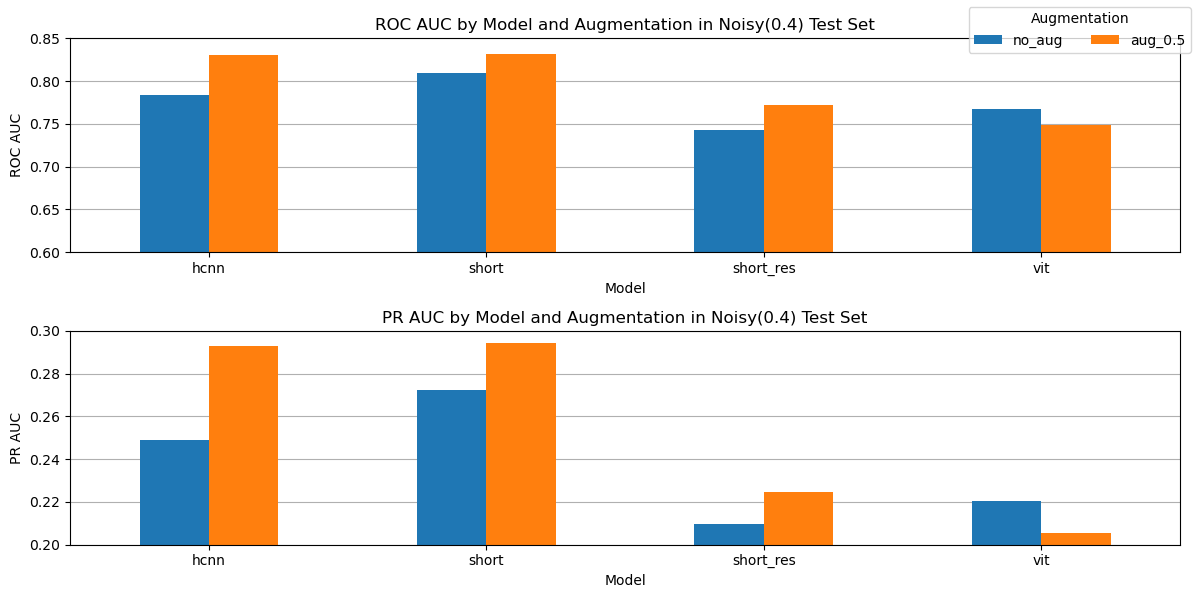 ROC AUC by Model and Augmentation in Noisy(0.4) Test Set
Augmentation
no_aug aug_0.5
0.85
0.80
0.75
0.70
0.65
0.60
ROC AUC
hcnn short short_res vit
Model
PR AUC by Model and Augmentation in Noisy(0.4) Test Set
0.30
0.28
0.26
0.24
0.22
0.20
PR AUC
hcnn short short_res vit
Model